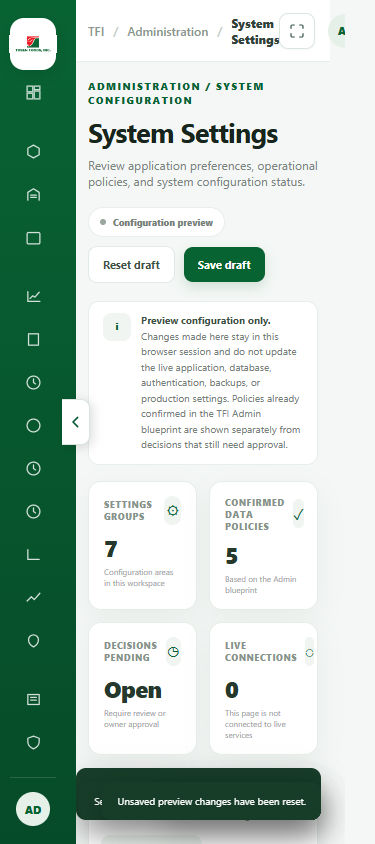 TFI / Administration / System Settings
ADMINISTRATION / SYSTEM
CONFIGURATION
System Settings
Review application preferences, operational
policies, and system configuration status.
Configuration preview
Reset draft
Save draft
i
Preview configuration only.
Changes made here stay in this
browser session and do not update
the live application, database,
authentication, backups, or
production settings. Policies already
confirmed in the TFI Admin
blueprint are shown separately from
decisions that still need approval.
SETTINGS
GROUPS
7
Configuration areas
in this workspace
CONFIRMED
DATA
POLICIES
5
Based on the Admin
blueprint
DECISIONS
PENDING
Open
Require review or
owner approval
LIVE
CONNECTIONS
0
This page is not
connected to live
services
Unsaved preview changes have been reset.
AD